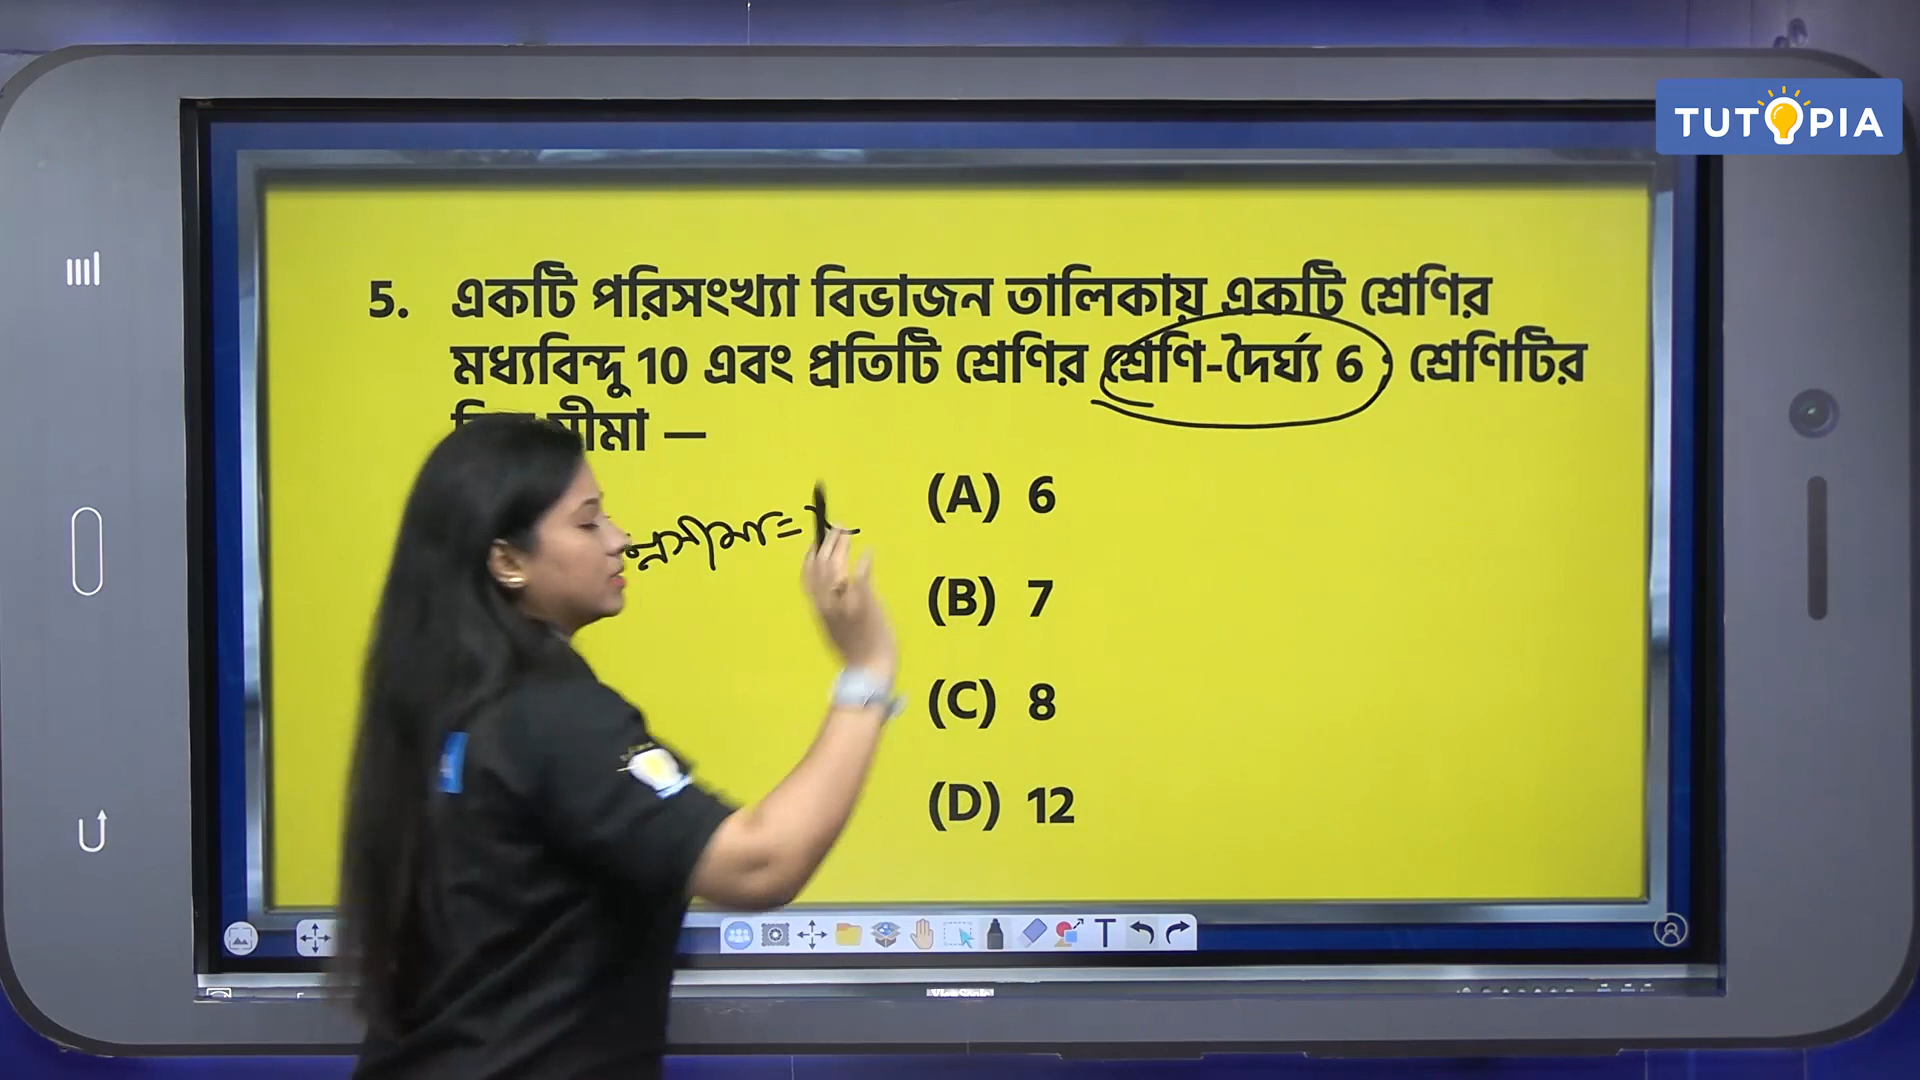 TUTOPIA
5. একটি পরিসংখ্যা বিভাজন তালিকায় একটি শ্রেণির
মধ্যবিন্দু 10 এবং প্রতিটি শ্রেণির শ্রেণি-দৈর্ঘ্য 6 ; শ্রেণিটির
সীমা —
(A) 6
(B) 7
(C) 8
(D) 12